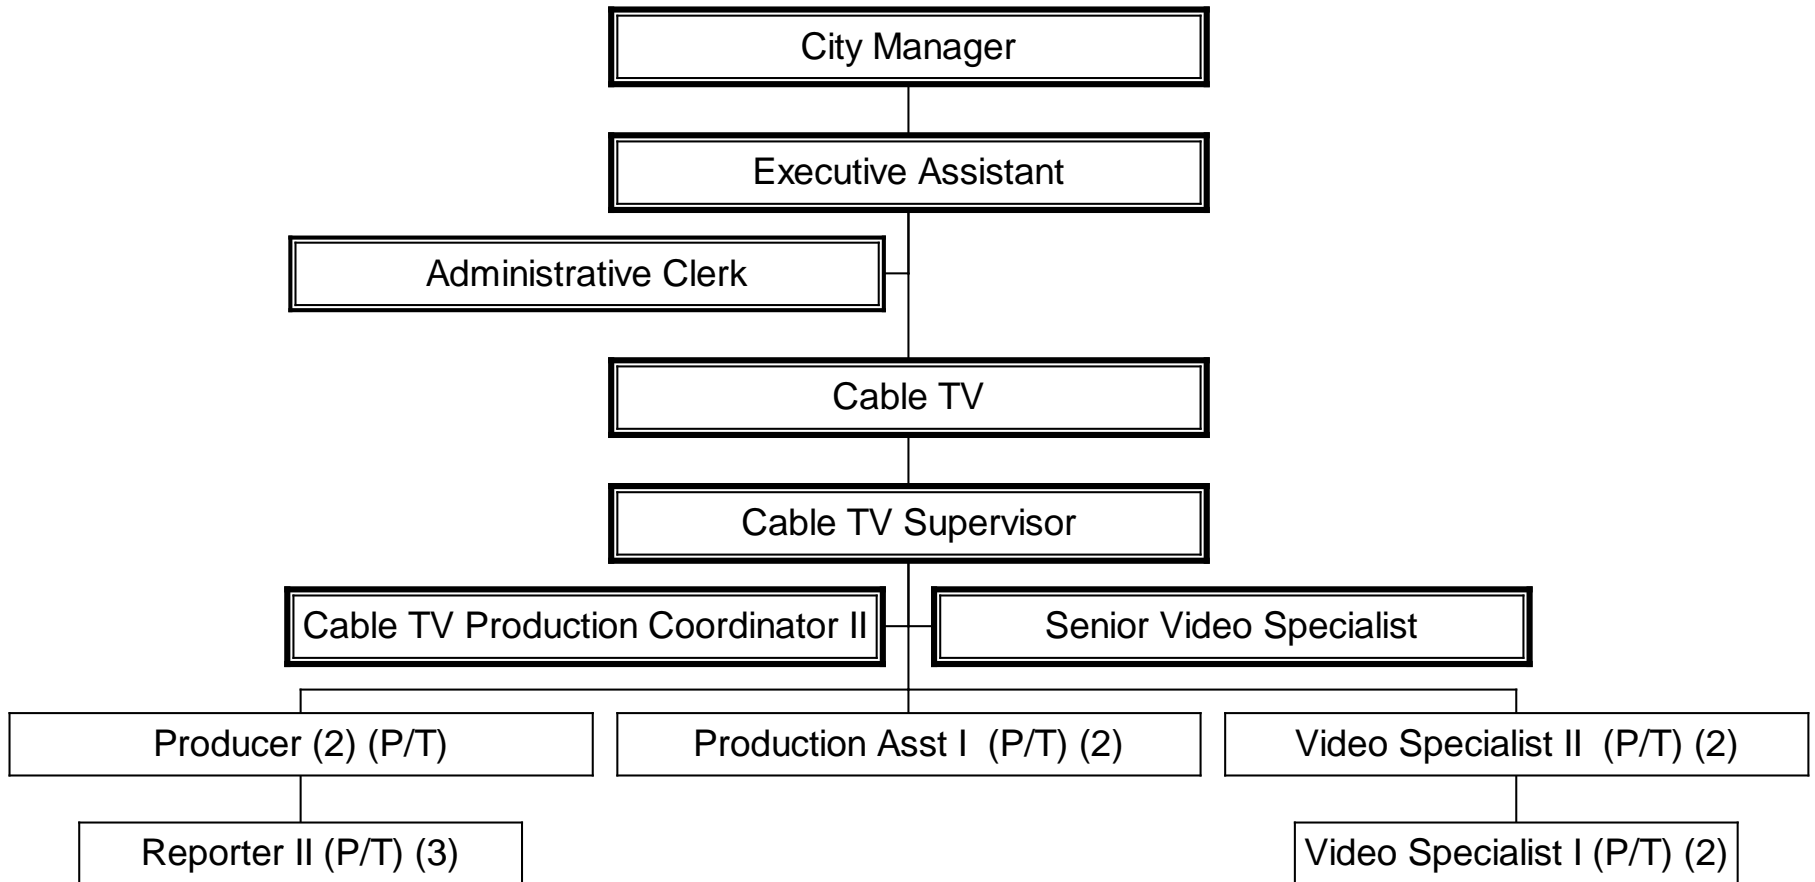 City Manager
Executive Assistant
Administrative Clerk
Cable TV
Cable TV Supervisor
Cable TV Production Coordinator II
Senior Video Specialist
Producer (2) (P/T)
Production Asst I  (P/T) (2)
Video Specialist II  (P/T) (2)
Reporter II (P/T) (3)
Video Specialist I (P/T) (2)